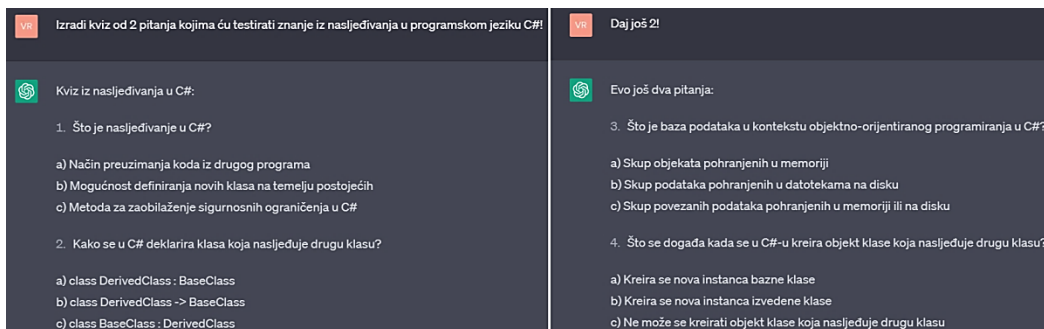 VR
Izradi kviz od 2 pitanja kojima ću testirati znanje iz nasljeđivanja u programskom jeziku C#!
Kviz iz nasljeđivanja u C#:
1. Što je nasljeđivanje u C#?
a) Način preuzimanja koda iz drugog programa
b) Mogućnost definiranja novih klasa na temelju postojećih
c) Metoda za zaobilaženje sigurnosnih ograničenja u C#
2. Kako se u C# deklarira klasa koja nasljeđuje drugu klasu?
a) class DerivedClass : BaseClass
b) class DerivedClass -> BaseClass
c) class BaseClass : DerivedClass
VR
Daj još 2!
Evo još dva pitanja:
3. Što je baza podataka u kontekstu objektno-orijentiranog programiranja u C#?
a) Skup objekata pohranjenih u memoriji
b) Skup podataka pohranjenih u datotekama na disku
c) Skup povezanih podataka pohranjenih u memoriji ili na disku
4. Što se događa kada se u C#-u kreira objekt klase koja nasljeđuje drugu klasu?
a) Kreira se nova instanca bazne klase
b) Kreira se nova instanca izvedene klase
c) Ne može se kreirati objekt klase koja nasljeđuje drugu klasu